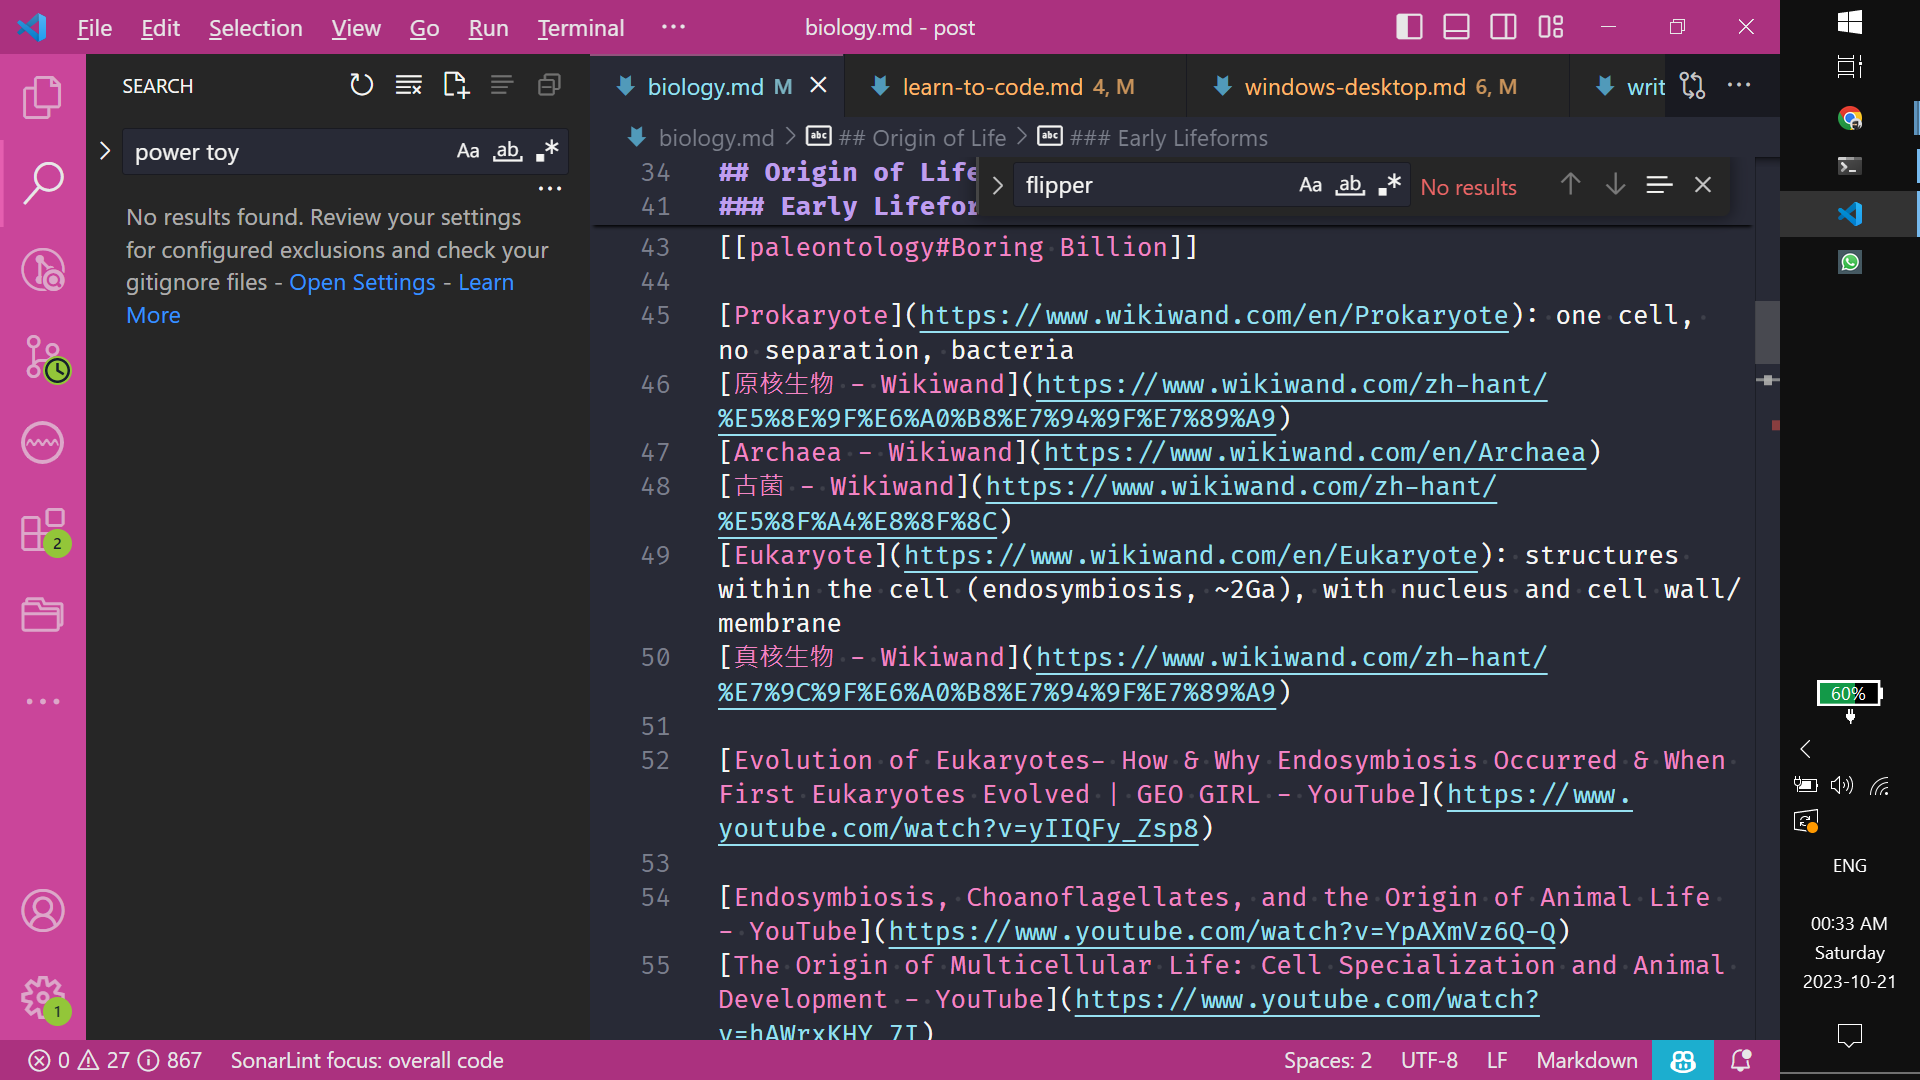 File Edit Selection View Go Run Terminal ··· biology.md - post
SEARCH
power toy Aa ab .*
No results found. Review your settings
for configured exclusions and check your
gitignore files - Open Settings - Learn
More
2
1
biology.md M learn-to-code.md 4, M windows-desktop.md 6, M writ
biology.md > abc ## Origin of Life > abc ### Early Lifeforms
flipper Aa ab .* No results
34 ## Origin of Life
41 ### Early Lifefor
43 [[paleontology#Boring Billion]]
44
45 [Prokaryote](https://www.wikiwand.com/en/Prokaryote): one cell,
no separation, bacteria
46 [原核生物 - Wikiwand](https://www.wikiwand.com/zh-hant/
%E5%8E%9F%E6%A0%B8%E7%94%9F%E7%89%A9)
47 [Archaea - Wikiwand](https://www.wikiwand.com/en/Archaea)
48 [古菌 - Wikiwand](https://www.wikiwand.com/zh-hant/
%E5%8F%A4%E8%8F%8C)
49 [Eukaryote](https://www.wikiwand.com/en/Eukaryote): structures
within the cell (endosymbiosis, ~2Ga), with nucleus and cell wall/
membrane
50 [真核生物 - Wikiwand](https://www.wikiwand.com/zh-hant/
%E7%9C%9F%E6%A0%B8%E7%94%9F%E7%89%A9)
51
52 [Evolution of Eukaryotes- How & Why Endosymbiosis Occurred & When
First Eukaryotes Evolved | GEO GIRL - YouTube](https://www.
youtube.com/watch?v=yIIQFy_Zsp8)
53
54 [Endosymbiosis, Choanoflagellates, and the Origin of Animal Life
- YouTube](https://www.youtube.com/watch?v=YpAXmVz6Q-Q)
55 [The Origin of Multicellular Life: Cell Specialization and Animal
Development - YouTube](https://www.youtube.com/watch?
v=hAWrxKHY_7I)
0 27 867 SonarLint focus: overall code Spaces: 2 UTF-8 LF Markdown
60%
ENG
00:33 AM
Saturday
2023-10-21